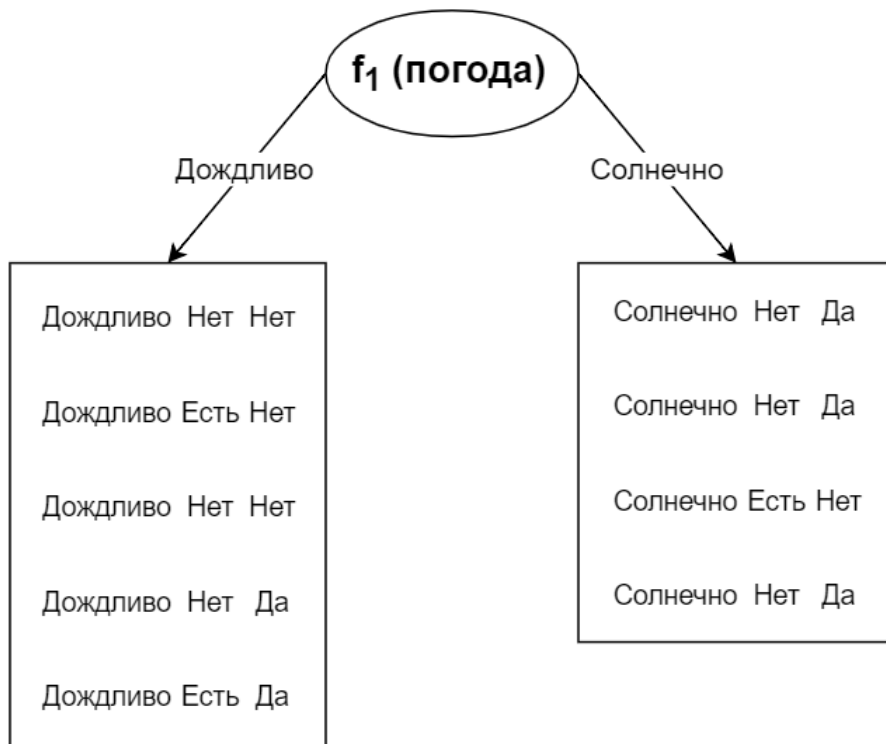 f₁ (погода)
Дождливо
Солнечно
Дождливо Нет Нет
Дождливо Есть Нет
Дождливо Нет Нет
Дождливо Нет Да
Дождливо Есть Да
Солнечно Нет Да
Солнечно Нет Да
Солнечно Есть Нет
Солнечно Нет Да